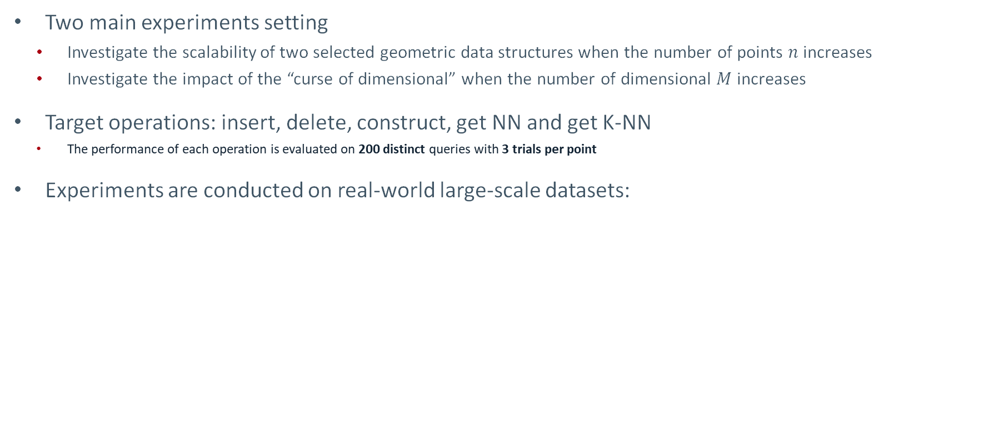 • Two main experiments setting
• Investigate the scalability of two selected geometric data structures when the number of points n increases
• Investigate the impact of the “curse of dimensional” when the number of dimensional M increases
• Target operations: insert, delete, construct, get NN and get K-NN
• The performance of each operation is evaluated on 200 distinct queries with 3 trials per point
• Experiments are conducted on real-world large-scale datasets: